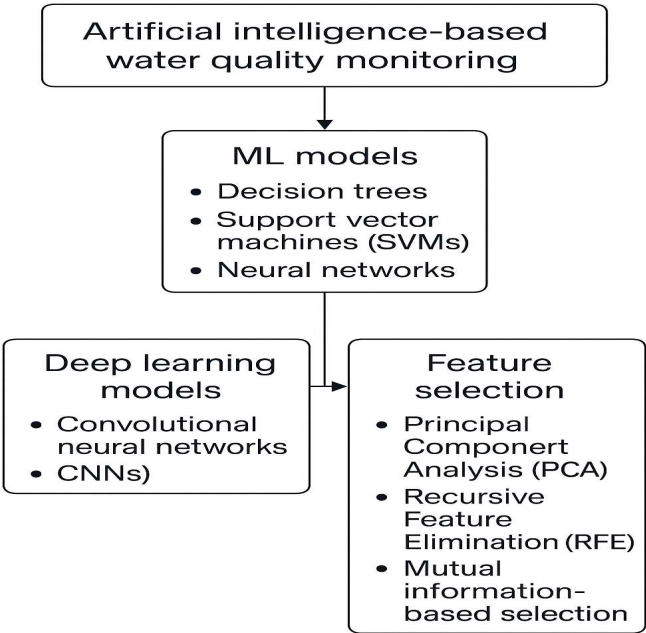 Artificial intelligence-based
water quality monitoring
ML models
• Decision trees
• Support vector
machines (SVMs)
• Neural networks
Deep learning
models
• Convolutional
neural networks
• CNNs)
Feature
selection
• Principal
Componert
Analysis (PCA)
• Recursive
Feature
Elimination (RFE)
• Mutual
information-
based selection